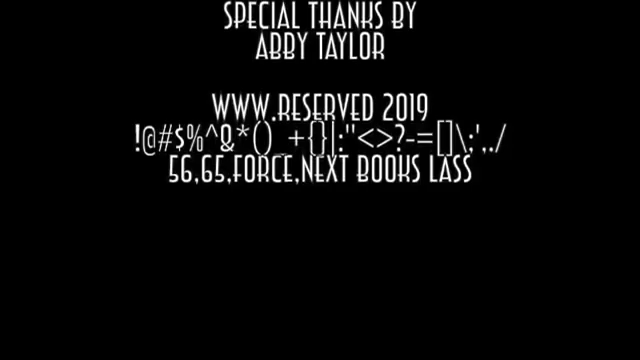 SPECIAL THANKS BY
ABBY TAYLOR
WWW.RESERVED 2019
!@#$%^&*()_+{}|:"<>?-=[]\;',./
56,65,FORCE,NEXT BOOKS LASS